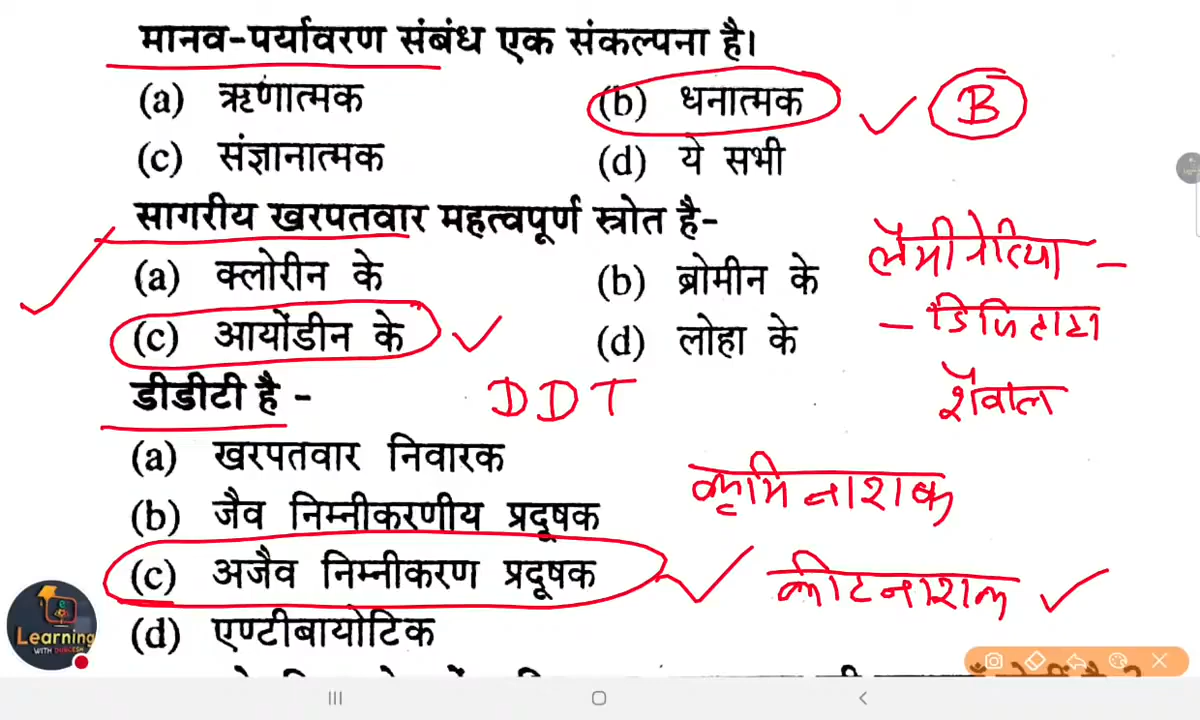 मानव-पर्यावरण संबंध एक संकल्पना है।
(a) ऋणात्मक (b) धनात्मक B
(c) संज्ञानात्मक (d) ये सभी
सागरीय खरपतवार महत्वपूर्ण स्त्रोत है-
लैमीनेरिया -
(a) क्लोरीन के (b) ब्रोमीन के
- डिजिटाटा
(c) आयोंडीन के (d) लोहा के
डीडीटी है - DDT शैवाल
(a) खरपतवार निवारक
कृमिनाशक
(b) जैव निम्नीकरणीय प्रदूषक
(c) अजैव निम्नीकरण प्रदूषक कीटनाशक
(d) एण्टीबायोटिक
Learning
WITH